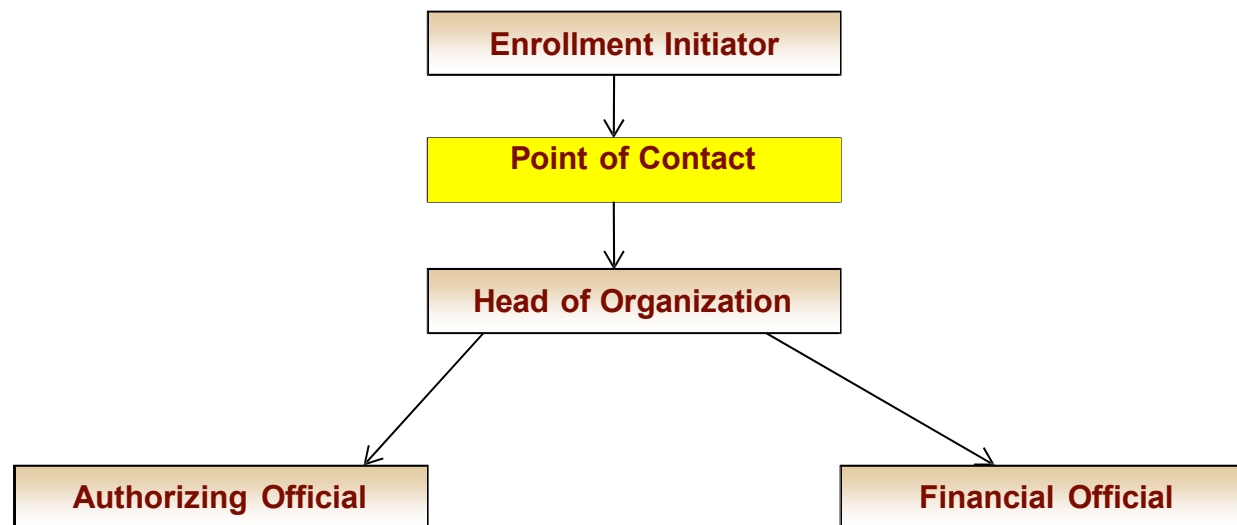 Enrollment Initiator
Point of Contact
Head of Organization
Authorizing Official
Financial Official